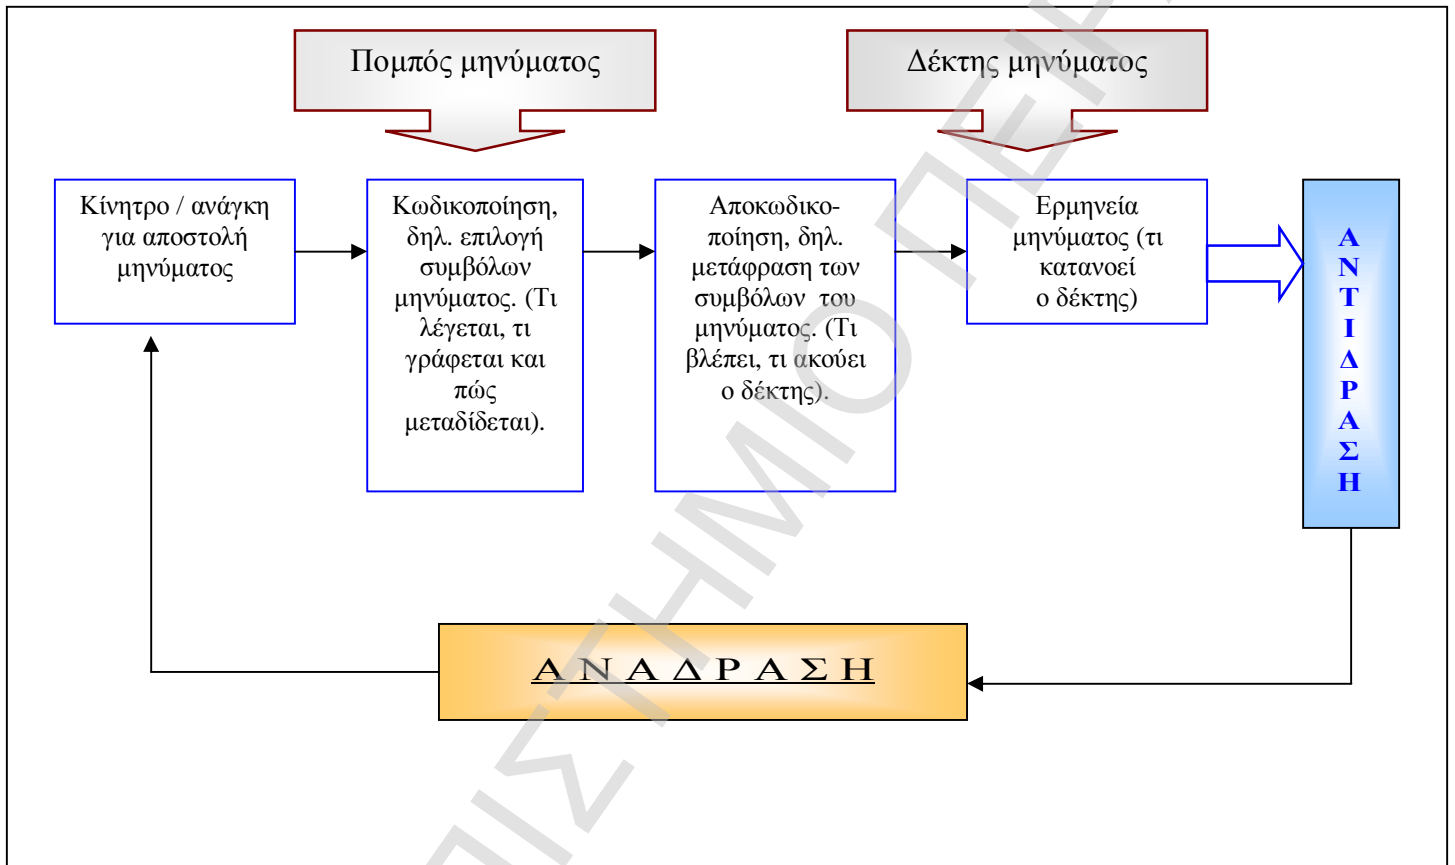 Πομπός μηνύματος
Δέκτης μηνύματος
Κίνητρο / ανάγκη
για αποστολή
μηνύματος
Κωδικοποίηση,
δηλ. επιλογή
συμβόλων
μηνύματος. (Τι
λέγεται, τι
γράφεται και
πώς
μεταδίδεται).
Αποκωδικο-
ποίηση, δηλ.
μετάφραση των
συμβόλων του
μηνύματος. (Τι
βλέπει, τι ακούει
ο δέκτης).
Ερμηνεία
μηνύματος (τι
κατανοεί
ο δέκτης)
Α
Ν
Τ
Ι
Δ
Ρ
Α
Σ
Η
Α Ν Α Δ Ρ Α Σ Η
ΠΙΣΤΗΜΙΟ ΠΕΙΡ